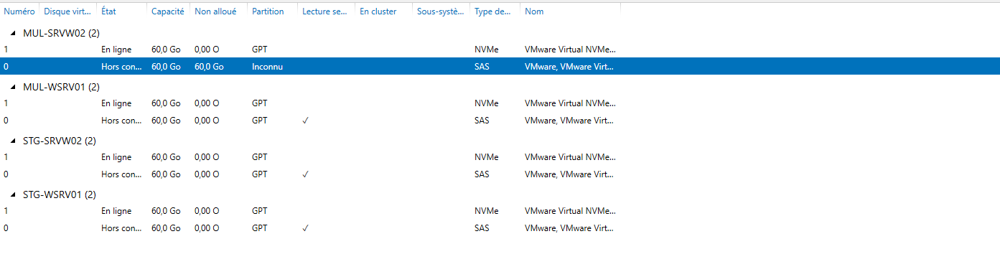 Numéro Disque virt... État Capacité Non alloué Partition Lecture se... En cluster Sous-systè... Type de... Nom
MUL-SRVW02 (2)
1 En ligne 60,0 Go 0,00 O GPT NVMe VMware Virtual NVMe...
0 Hors con... 60,0 Go 60,0 Go Inconnu SAS VMware, VMware Virt...
MUL-WSRV01 (2)
1 En ligne 60,0 Go 0,00 O GPT NVMe VMware Virtual NVMe...
0 Hors con... 60,0 Go 0,00 O GPT ✓ SAS VMware, VMware Virt...
STG-SRVW02 (2)
1 En ligne 60,0 Go 0,00 O GPT NVMe VMware Virtual NVMe...
0 Hors con... 60,0 Go 0,00 O GPT ✓ SAS VMware, VMware Virt...
STG-WSRV01 (2)
1 En ligne 60,0 Go 0,00 O GPT NVMe VMware Virtual NVMe...
0 Hors con... 60,0 Go 0,00 O GPT ✓ SAS VMware, VMware Virt...